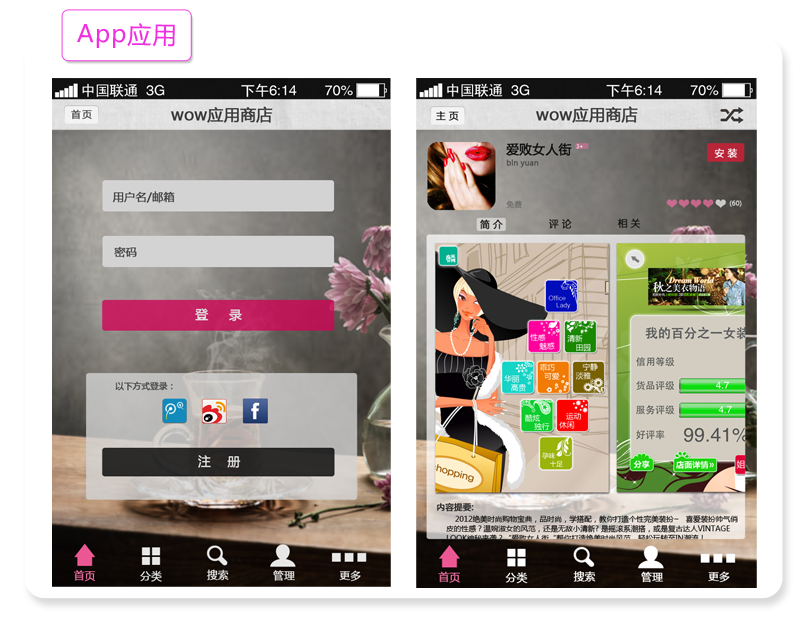 App应用
中国联通 3G
下午6:14
70%
首页
wow应用商店
用户名/邮箱
密码
登 录
以下方式登录：
注 册
首页
分类
搜索
管理
更多
中国联通 3G
下午6:14
70%
主页
wow应用商店
爱败女人街
3+
bin yuan
安装
免费
(60)
简介
评论
相关
Office
Lady
性感
魅惑
清新
田园
华丽
高贵
乖巧
可爱
宁静
淡雅
酷炫
独行
运动
休闲
孕味
十足
shopping
Dream World
秋之美衣物语
我的百分之一女装
信用等级
货品评级
4.7
服务评级
4.7
好评率
99.41%
分享
店面详情»
姐
内容提要:
2012绝美时尚购物宝典，品时尚，学搭配，教你打造个性完美装扮~ 喜爱装扮帅气俏
皮的性感？温婉淑女的风范，还是无敌小清新？是摇滚系潮搭，或是复古达人VINTAGE
首页
分类
搜索
管理
更多